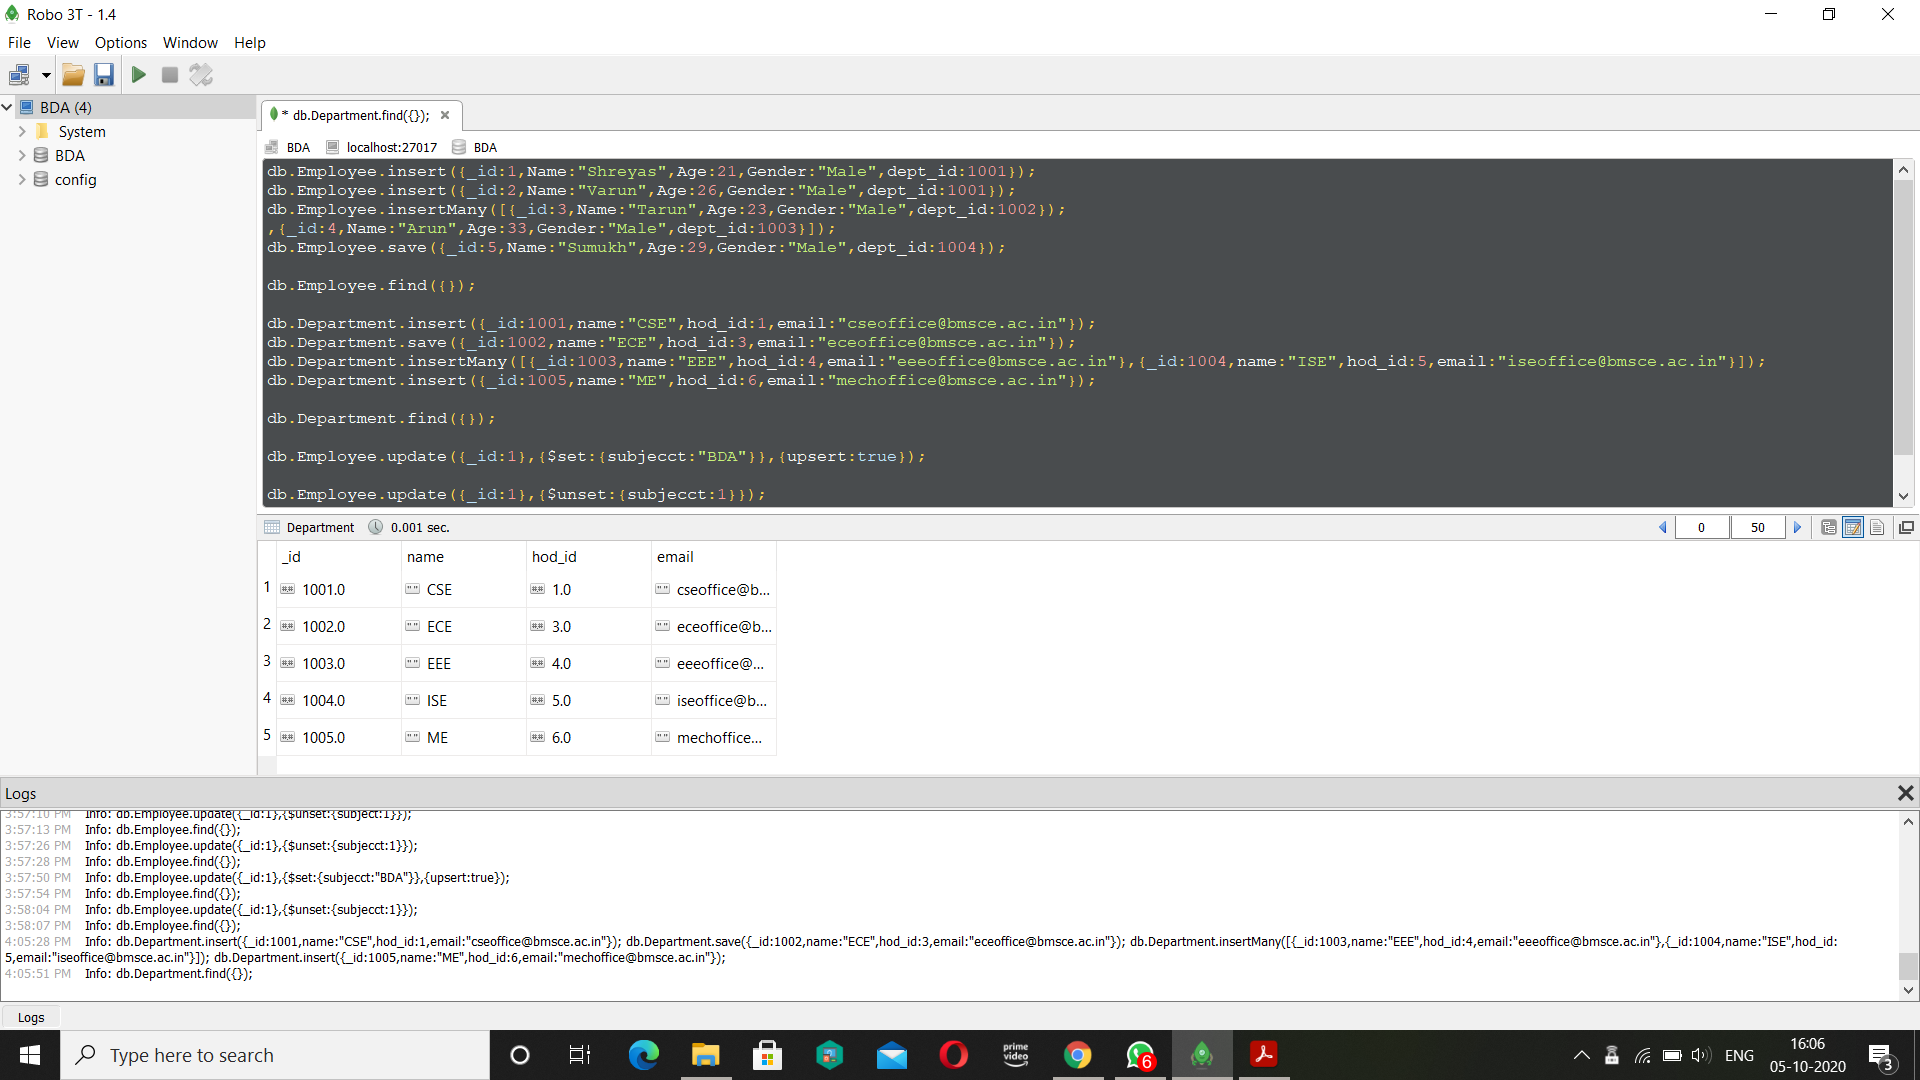 Robo 3T - 1.4
File View Options Window Help
BDA (4)
System
BDA
config
* db.Department.find({});
BDA localhost:27017 BDA
db.Employee.insert({_id:1,Name:"Shreyas",Age:21,Gender:"Male",dept_id:1001});
db.Employee.insert({_id:2,Name:"Varun",Age:26,Gender:"Male",dept_id:1001});
db.Employee.insertMany([{_id:3,Name:"Tarun",Age:23,Gender:"Male",dept_id:1002});
,{_id:4,Name:"Arun",Age:33,Gender:"Male",dept_id:1003}]);
db.Employee.save({_id:5,Name:"Sumukh",Age:29,Gender:"Male",dept_id:1004});
db.Employee.find({});
db.Department.insert({_id:1001,name:"CSE",hod_id:1,email:"cseoffice@bmsce.ac.in"});
db.Department.save({_id:1002,name:"ECE",hod_id:3,email:"eceoffice@bmsce.ac.in"});
db.Department.insertMany([{_id:1003,name:"EEE",hod_id:4,email:"eeeoffice@bmsce.ac.in"},{_id:1004,name:"ISE",hod_id:5,email:"iseoffice@bmsce.ac.in"}]);
db.Department.insert({_id:1005,name:"ME",hod_id:6,email:"mechoffice@bmsce.ac.in"});
db.Department.find({});
db.Employee.update({_id:1},{$set:{subjecct:"BDA"}},{upsert:true});
db.Employee.update({_id:1},{$unset:{subjecct:1}});
Department 0.001 sec. 0 50
_id name hod_id email
1 1001.0 CSE 1.0 cseoffice@b...
2 1002.0 ECE 3.0 eceoffice@b...
3 1003.0 EEE 4.0 eeeoffice@...
4 1004.0 ISE 5.0 iseoffice@b...
5 1005.0 ME 6.0 mechoffice...
Logs
3:57:10 PM Info: db.Employee.update({_id:1},{$unset:{subject:1}});
3:57:13 PM Info: db.Employee.find({});
3:57:26 PM Info: db.Employee.update({_id:1},{$unset:{subjecct:1}});
3:57:28 PM Info: db.Employee.find({});
3:57:50 PM Info: db.Employee.update({_id:1},{$set:{subjecct:"BDA"}},{upsert:true});
3:57:54 PM Info: db.Employee.find({});
3:58:04 PM Info: db.Employee.update({_id:1},{$unset:{subjecct:1}});
3:58:07 PM Info: db.Employee.find({});
4:05:28 PM Info: db.Department.insert({_id:1001,name:"CSE",hod_id:1,email:"cseoffice@bmsce.ac.in"}); db.Department.save({_id:1002,name:"ECE",hod_id:3,email:"eceoffice@bmsce.ac.in"}); db.Department.insertMany([{_id:1003,name:"EEE",hod_id:4,email:"eeeoffice@bmsce.ac.in"},{_id:1004,name:"ISE",hod_id:
5,email:"iseoffice@bmsce.ac.in"}]); db.Department.insert({_id:1005,name:"ME",hod_id:6,email:"mechoffice@bmsce.ac.in"});
4:05:51 PM Info: db.Department.find({});
Logs
Type here to search
prime video
6
ENG
16:06
05-10-2020
3